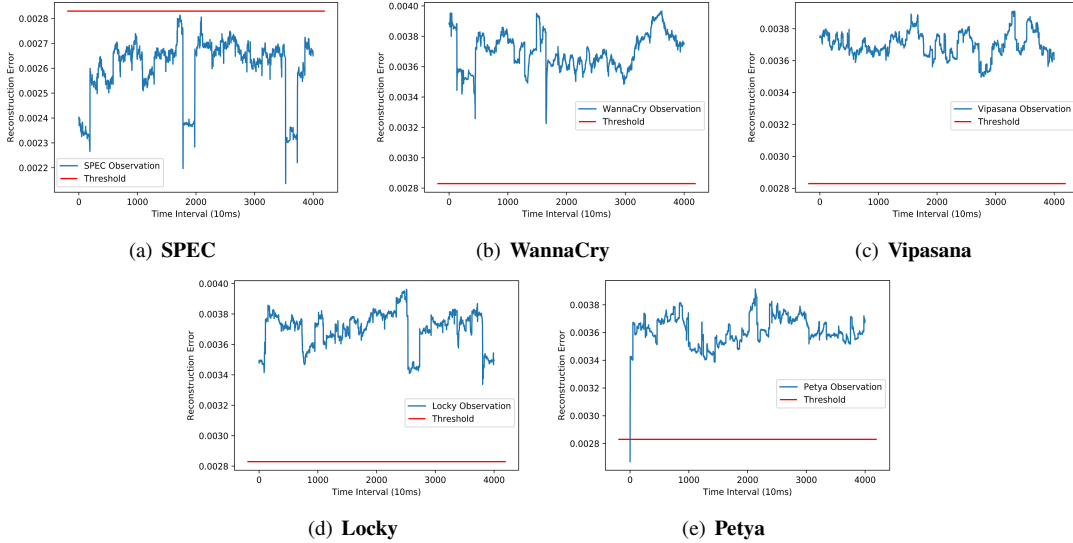 0.0028
0.0027
0.0026
0.0025
0.0024
0.0023
0.0022
Reconstruction Error
SPEC Observation
Threshold
0 1000 2000 3000 4000
Time Interval (10ms)
(a) SPEC
0.0040
0.0038
0.0036
0.0034
0.0032
0.0030
0.0028
Reconstruction Error
WannaCry Observation
Threshold
0 1000 2000 3000 4000
Time Interval (10ms)
(b) WannaCry
0.0038
0.0036
0.0034
0.0032
0.0030
0.0028
Reconstruction Error
Vipasana Observation
Threshold
0 1000 2000 3000 4000
Time Interval (10ms)
(c) Vipasana
0.0040
0.0038
0.0036
0.0034
0.0032
0.0030
0.0028
Reconstruction Error
Locky Observation
Threshold
0 1000 2000 3000 4000
Time Interval (10ms)
(d) Locky
0.0038
0.0036
0.0034
0.0032
0.0030
0.0028
Reconstruction Error
Petya Observation
Threshold
0 1000 2000 3000 4000
Time Interval (10ms)
(e) Petya